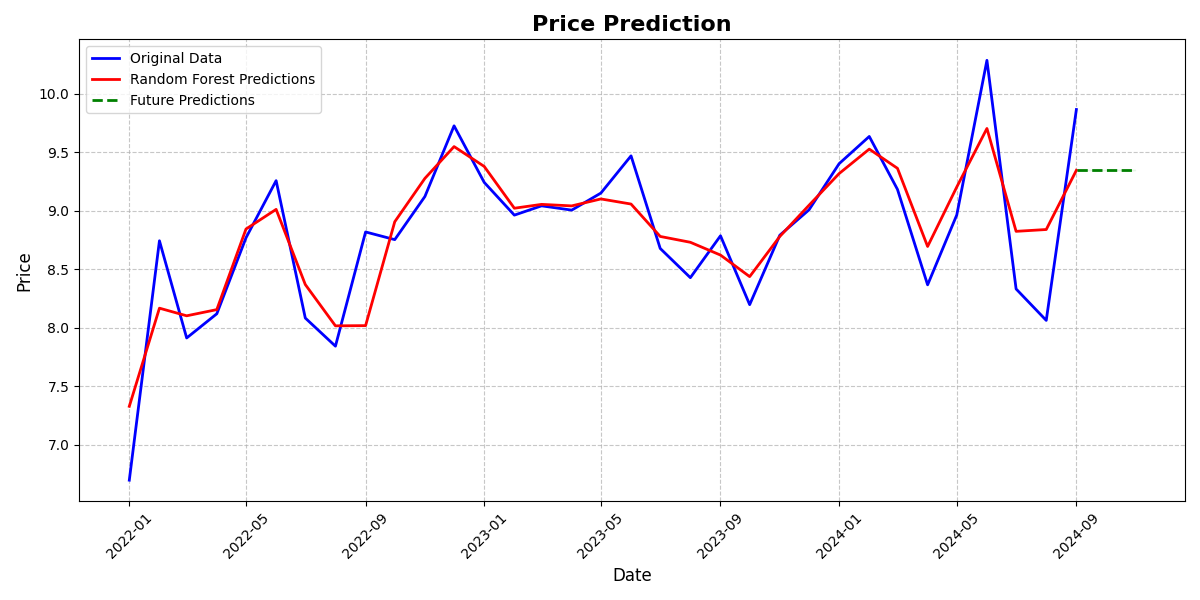 Price Prediction
Original Data
Random Forest Predictions
Future Predictions
Price
10.0
9.5
9.0
8.5
8.0
7.5
7.0
2022-01
2022-05
2022-09
2023-01
2023-05
2023-09
2024-01
2024-05
2024-09
Date